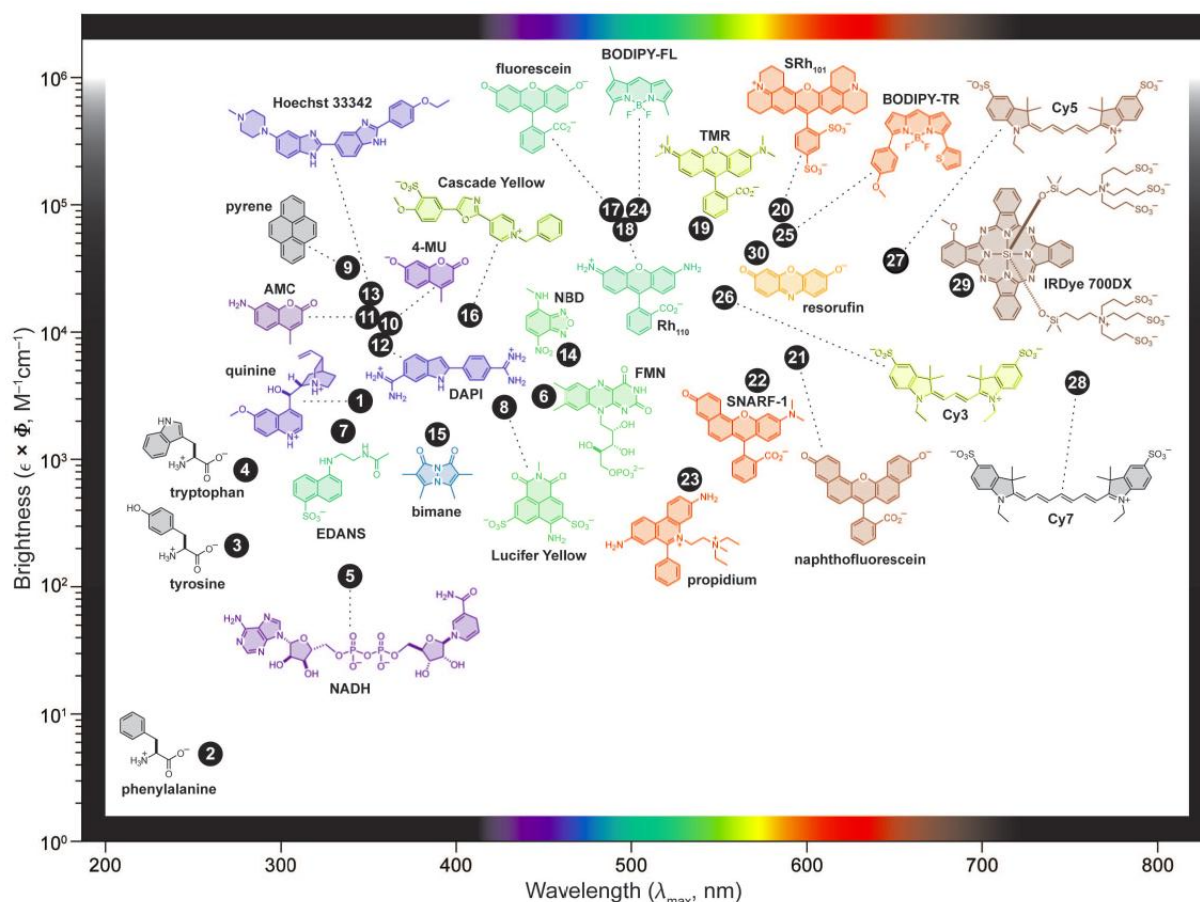 Brightness (ϵ × Φ, M⁻¹cm⁻¹)
10⁶
10⁵
10⁴
10³
10²
10¹
10⁰
200
300
400
500
600
700
800
Wavelength (λmax, nm)
Hoechst 33342
fluorescein
BODIPY-FL
SRh₁₀₁
BODIPY-TR
Cy5
TMR
Cascade Yellow
pyrene
4-MU
AMC
NBD
Rh₁₁₀
resorufin
IRDye 700DX
quinine
DAPI
FMN
SNARF-1
Cy3
tryptophan
EDANS
bimane
Lucifer Yellow
propidium
naphthofluorescein
Cy7
tyrosine
NADH
phenylalanine
17
24
18
19
20
25
30
27
29
9
13
11
10
16
12
14
26
1
8
6
22
21
28
7
15
4
23
3
5
2